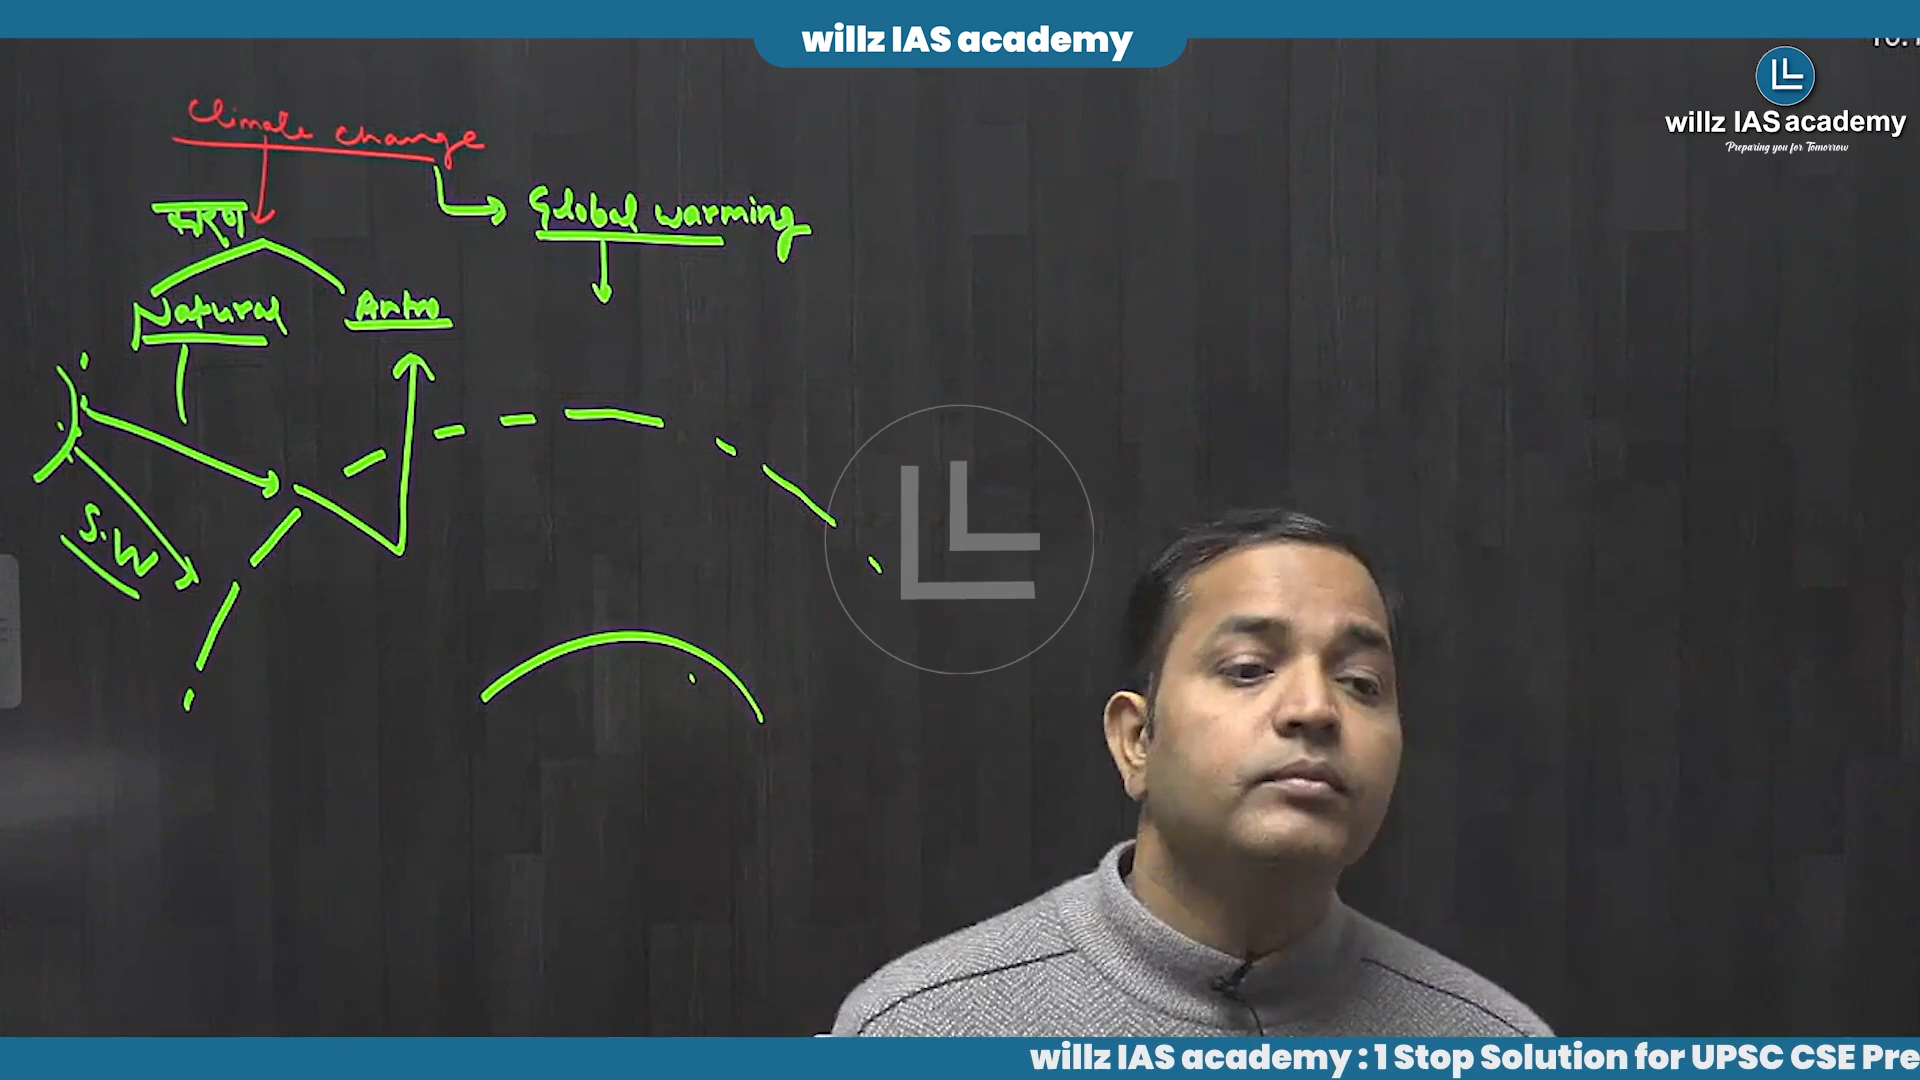 willz IAS academy
willz IAS academy
Preparing you for Tomorrow
Climate change
कारण
Global warming
Natural
Antro
S.W
willz IAS academy : 1 Stop Solution for UPSC CSE Pre